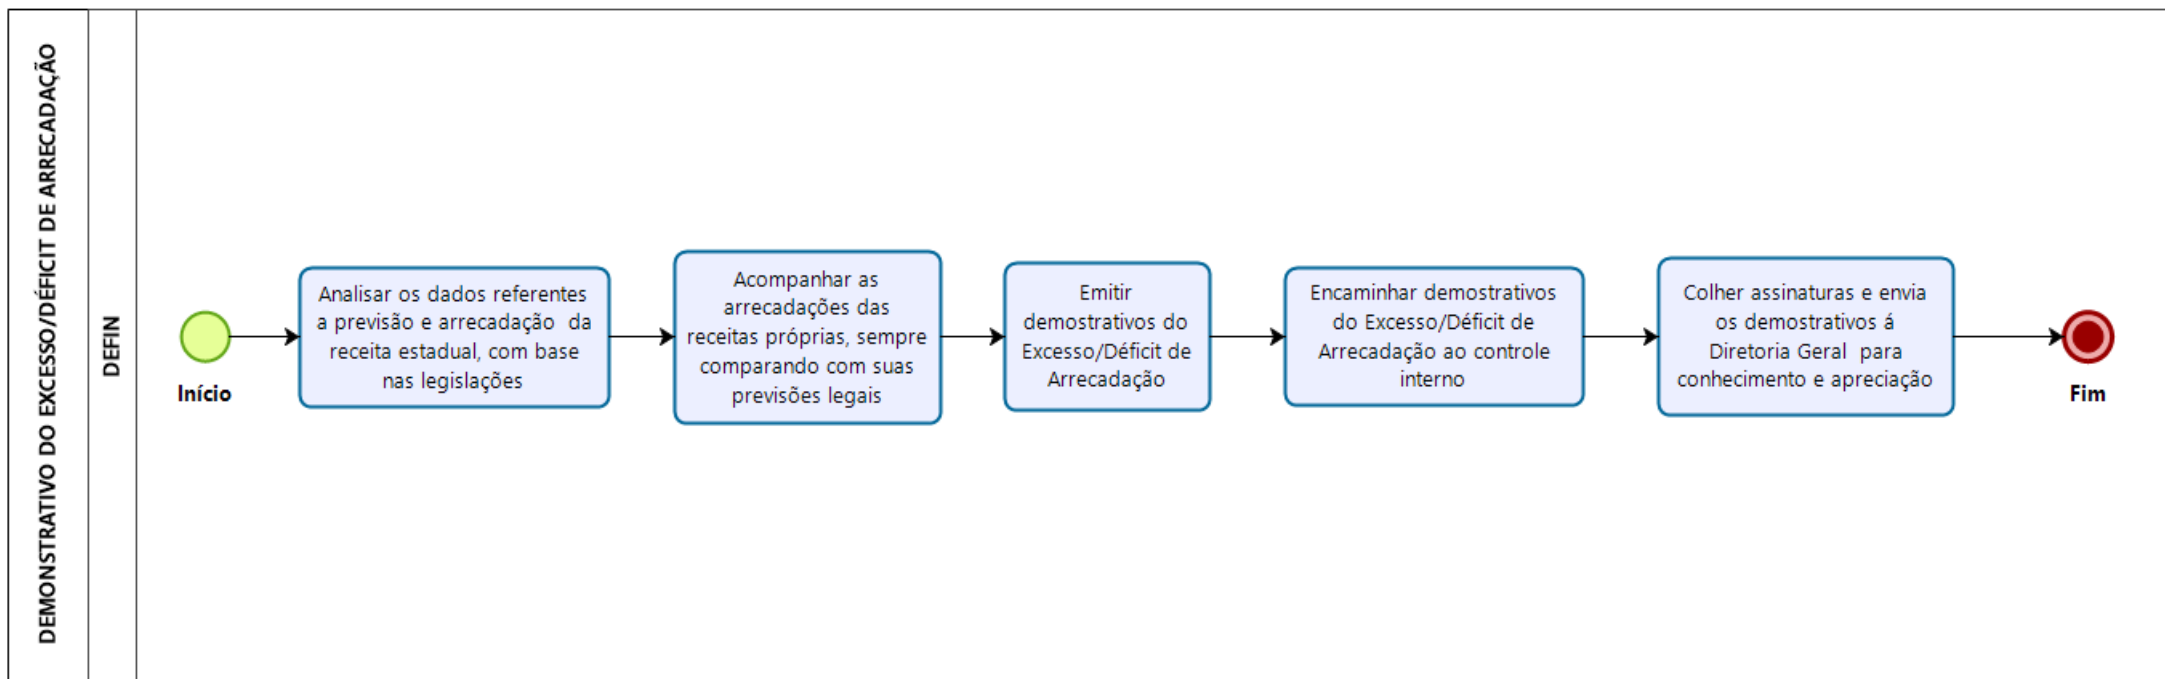 DEMONSTRATIVO DO EXCESSO/DÉFICIT DE ARRECADAÇÃO
DEFIN
Início
Analisar os dados referentes
a previsão e arrecadação  da
receita estadual, com base
nas legislações
Acompanhar as
arrecadações das
receitas próprias, sempre
comparando com suas
previsões legais
Emitir
demostrativos do
Excesso/Déficit de
Arrecadação
Encaminhar demostrativos
do Excesso/Déficit de
Arrecadação ao controle
interno
Colher assinaturas e envia
os demostrativos á
Diretoria Geral  para
conhecimento e apreciação
Fim